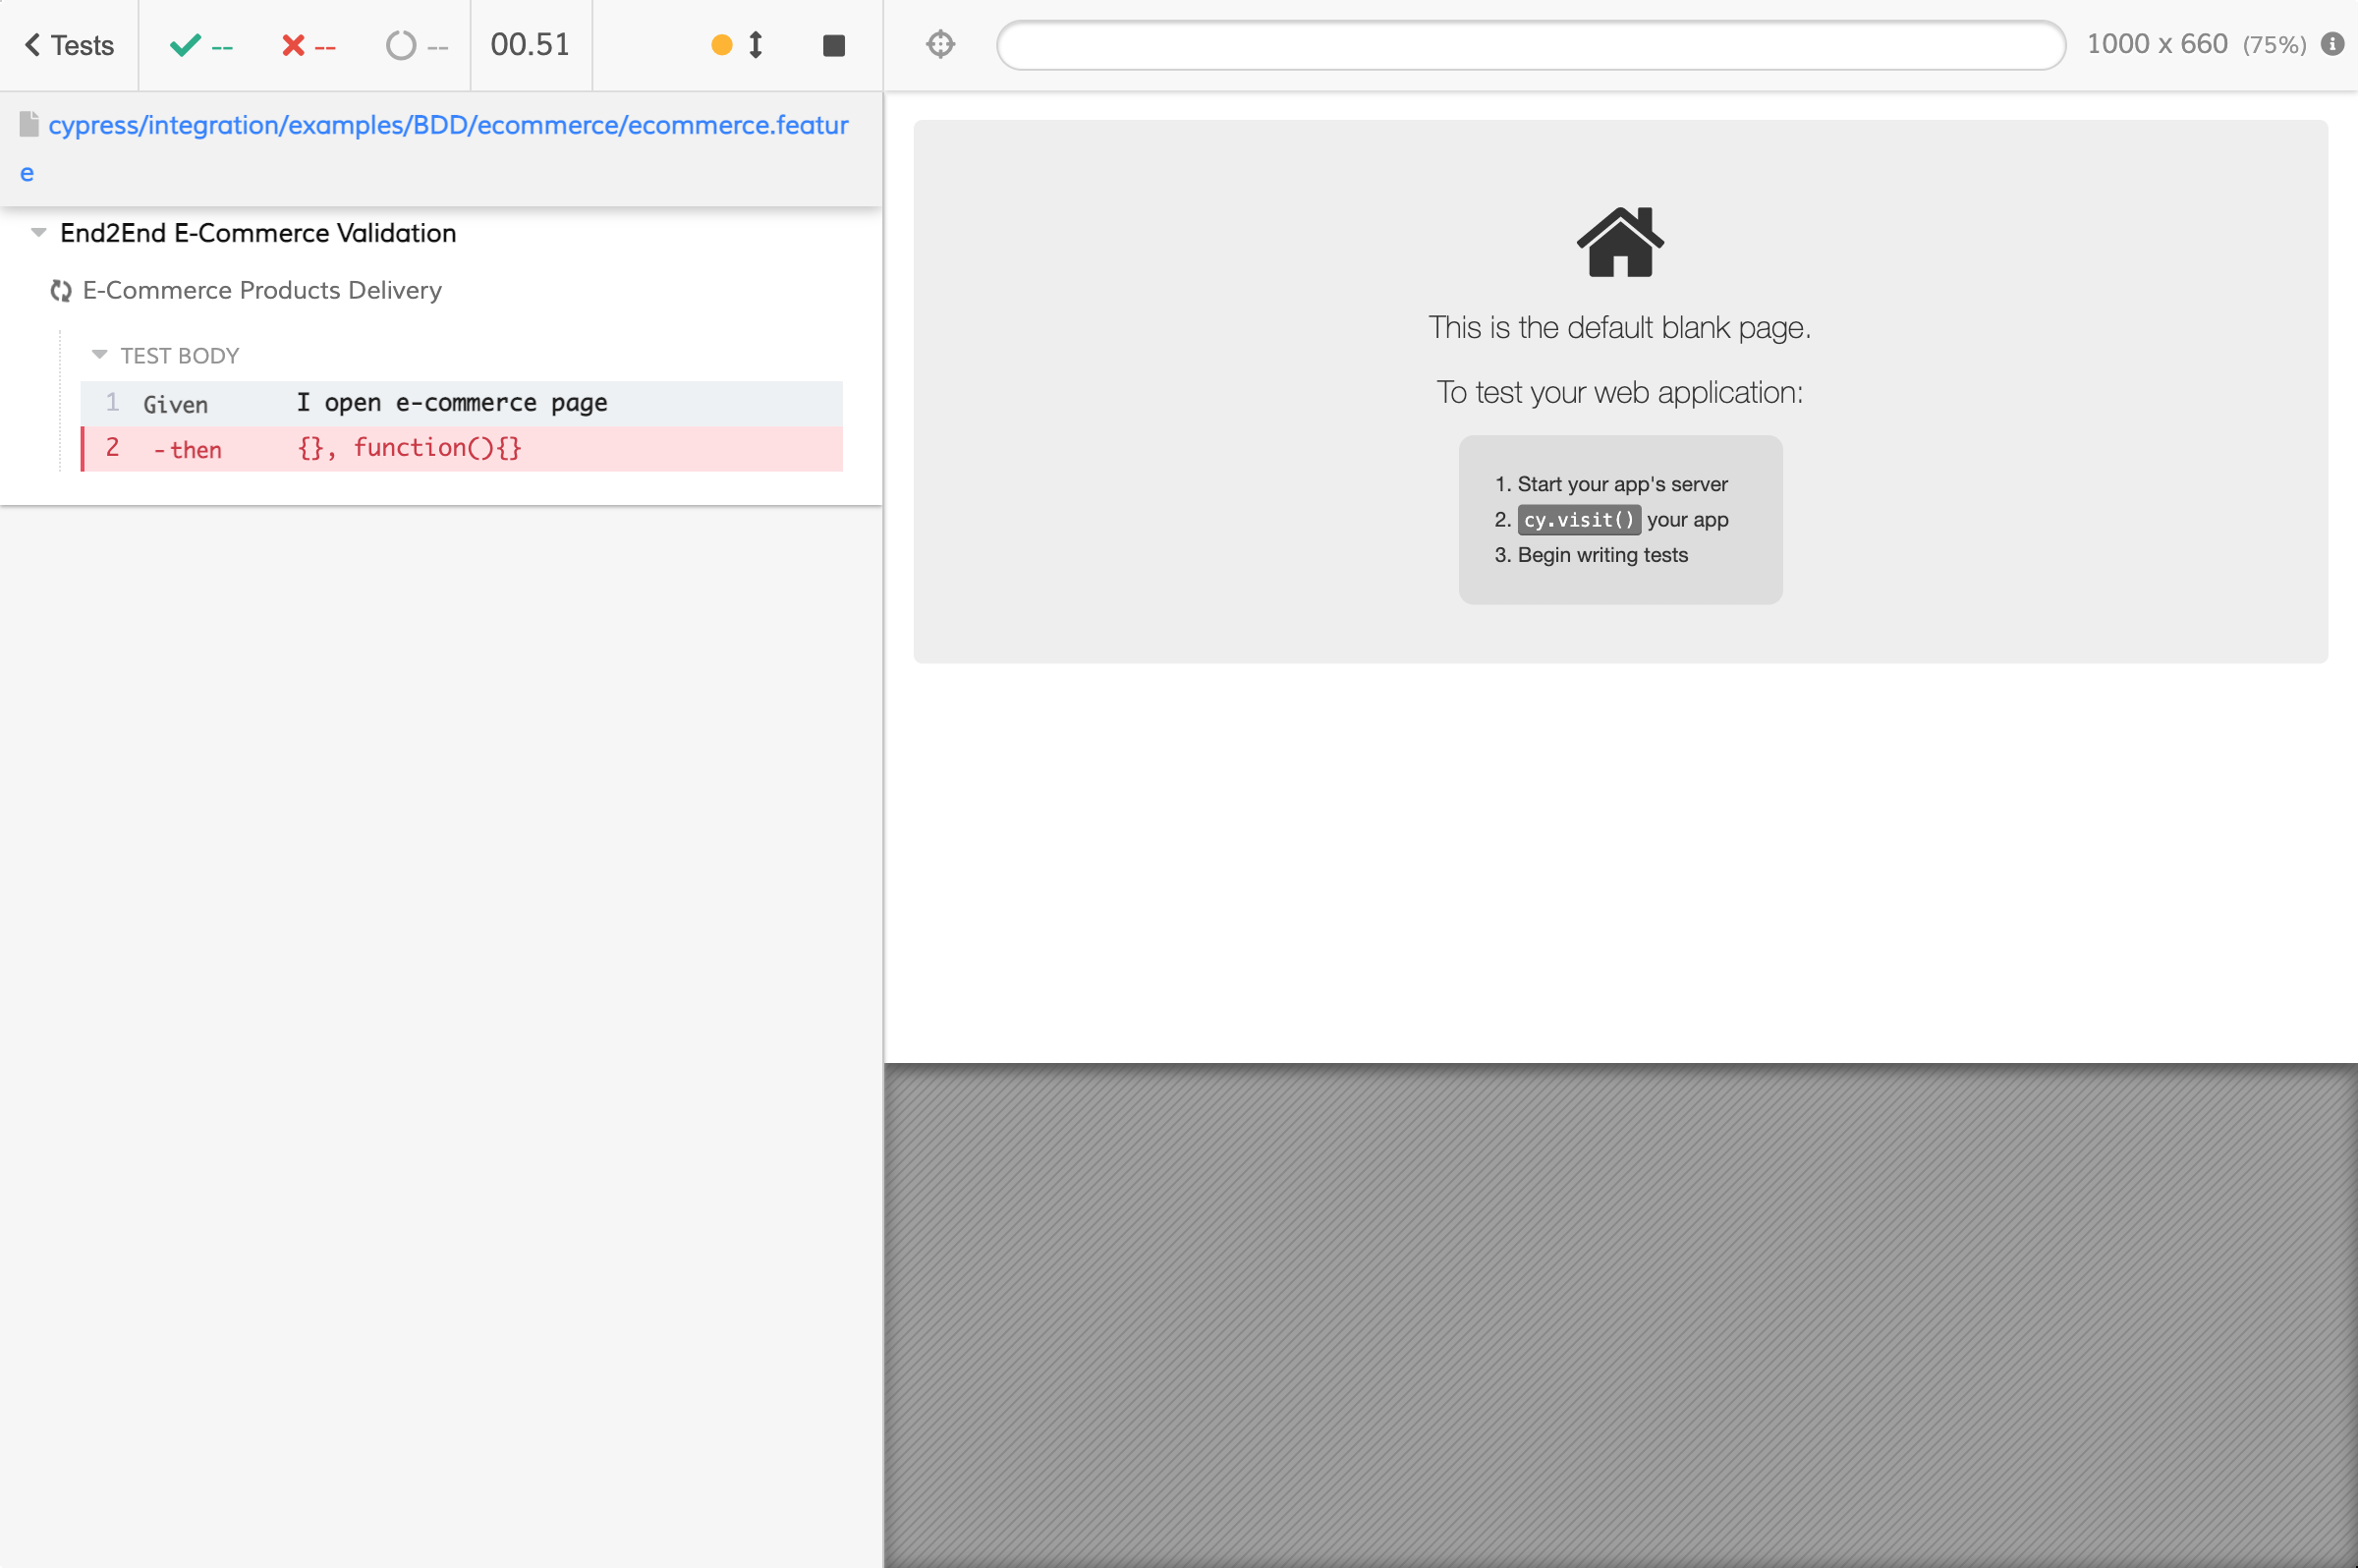 Tests
--
--
--
00.51
1000 x 660 (75%)
cypress/integration/examples/BDD/ecommerce/ecommerce.featur
e
End2End E-Commerce Validation
E-Commerce Products Delivery
TEST BODY
1 Given I open e-commerce page
2 -then {}, function(){}
This is the default blank page.
To test your web application:
1. Start your app's server
2. cy.visit() your app
3. Begin writing tests